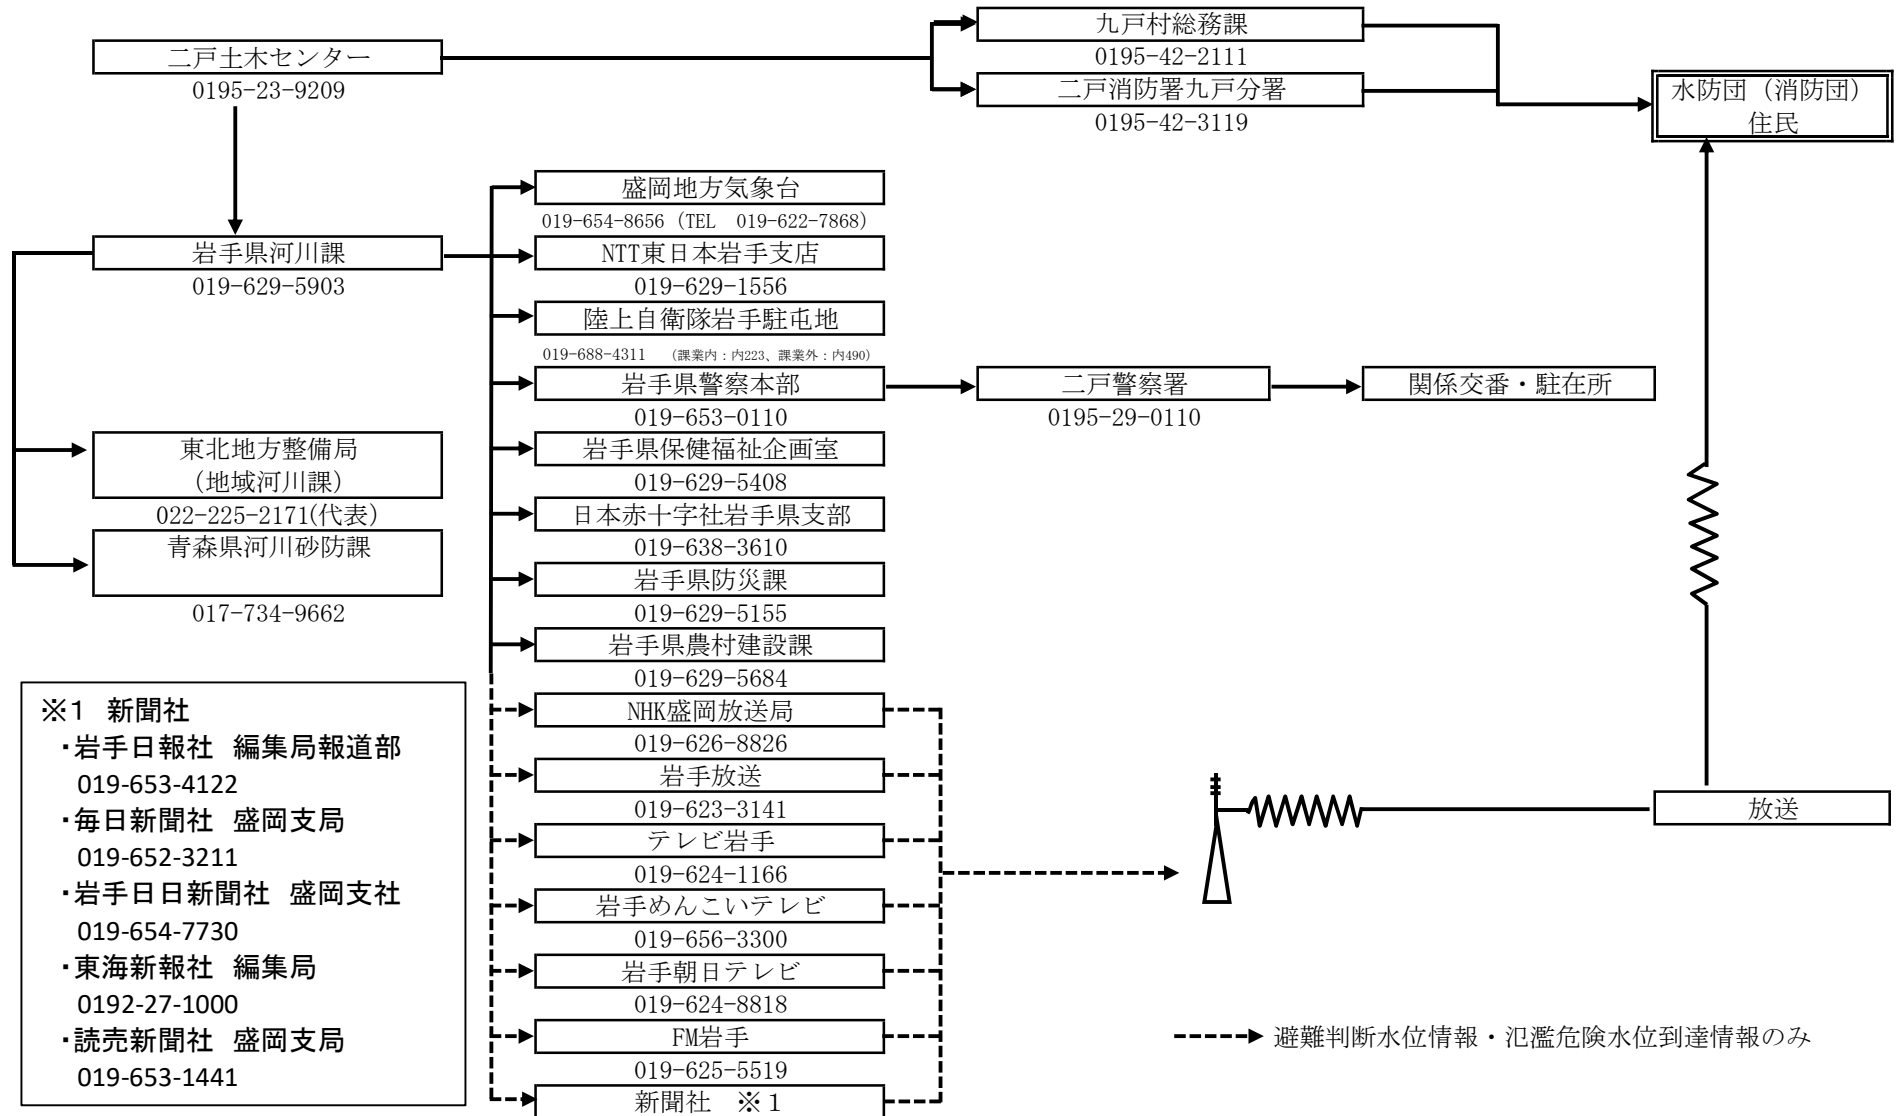 二戸土木センター
0195-23-9209
九戸村総務課
0195-42-2111
二戸消防署九戸分署
0195-42-3119
水防団（消防団）
住民
岩手県河川課
019-629-5903
盛岡地方気象台
019-654-8656（TEL　019-622-7868）
NTT東日本岩手支店
019-629-1556
陸上自衛隊岩手駐屯地
019-688-4311　（課業内：内223、課業外：内490）
岩手県警察本部
019-653-0110
二戸警察署
0195-29-0110
関係交番・駐在所
東北地方整備局
（地域河川課）
022-225-2171(代表）
青森県河川砂防課
017-734-9662
岩手県保健福祉企画室
019-629-5408
日本赤十字社岩手県支部
019-638-3610
岩手県防災課
019-629-5155
岩手県農村建設課
019-629-5684
NHK盛岡放送局
019-626-8826
岩手放送
019-623-3141
テレビ岩手
019-624-1166
岩手めんこいテレビ
019-656-3300
岩手朝日テレビ
019-624-8818
FM岩手
019-625-5519
新聞社　※１
放送
避難判断水位情報・氾濫危険水位到達情報のみ
※1　新聞社
・岩手日報社　編集局報道部
019-653-4122
・毎日新聞社　盛岡支局
019-652-3211
・岩手日日新聞社　盛岡支社
019-654-7730
・東海新報社　編集局
0192-27-1000
・読売新聞社　盛岡支局
019-653-1441